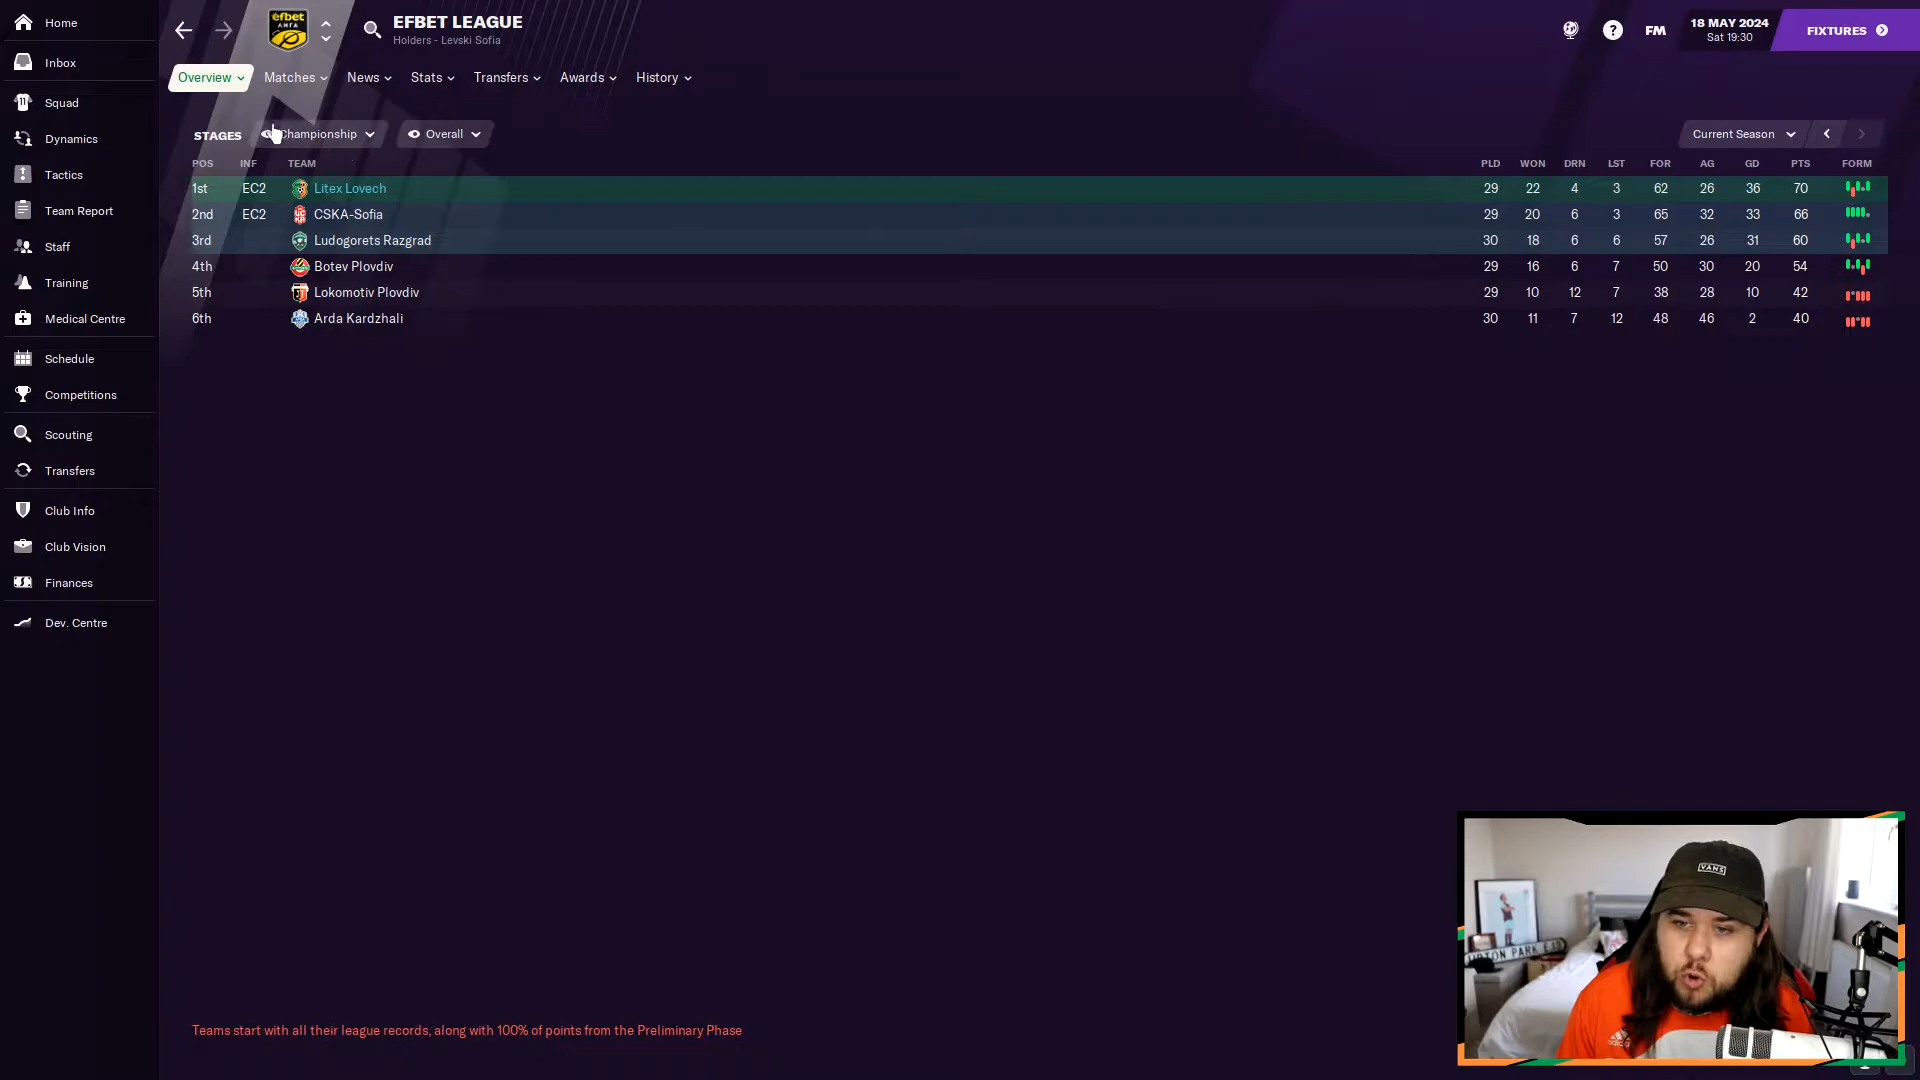 Home
Inbox
Squad
Dynamics
Tactics
Team Report
Staff
Training
Medical Centre
Schedule
Competitions
Scouting
Transfers
Club Info
Club Vision
Finances
Dev. Centre
efbet
ЛИГА
EFBET LEAGUE
Holders - Levski Sofia
FM
18 MAY 2024
Sat 19:30
FIXTURES
Overview Matches News Stats Transfers Awards History
STAGES Championship Overall Current Season
POS INF TEAM PLD WON DRN LST FOR AG GD PTS FORM
1st EC2 Litex Lovech 29 22 4 3 62 26 36 70
2nd EC2 CSKA-Sofia 29 20 6 3 65 32 33 66
3rd Ludogorets Razgrad 30 18 6 6 57 26 31 60
4th Botev Plovdiv 29 16 6 7 50 30 20 54
5th Lokomotiv Plovdiv 29 10 12 7 38 28 10 42
6th Arda Kardzhali 30 11 7 12 48 46 2 40
Teams start with all their league records, along with 100% of points from the Preliminary Phase
VANS
PARK
adidas